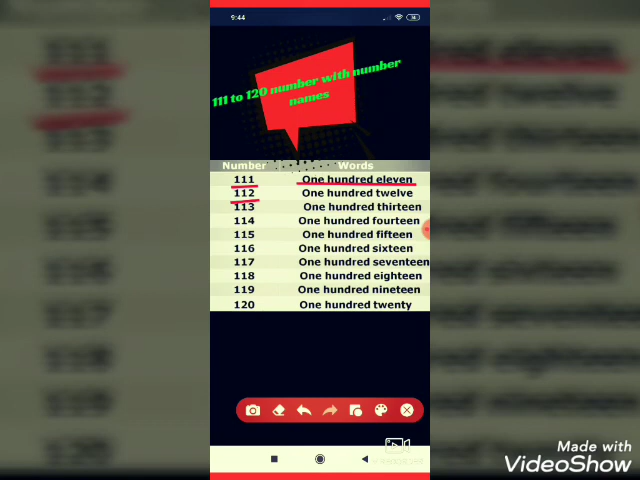 9:44
111 to 120 number with number
names
Number Words
111 One hundred eleven
112 One hundred twelve
113 One hundred thirteen
114 One hundred fourteen
115 One hundred fifteen
116 One hundred sixteen
117 One hundred seventeen
118 One hundred eighteen
119 One hundred nineteen
120 One hundred twenty
Made with
VideoShow